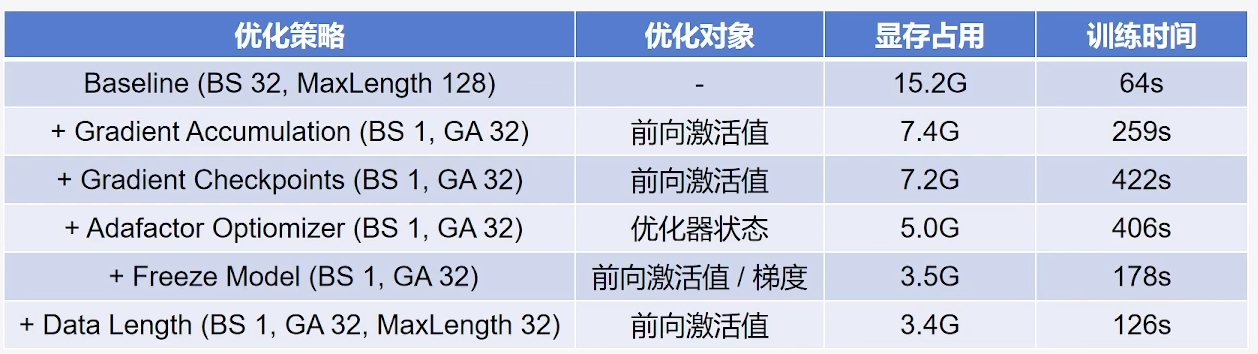 优化策略 优化对象 显存占用 训练时间
Baseline (BS 32, MaxLength 128) - 15.2G 64s
+ Gradient Accumulation (BS 1, GA 32) 前向激活值 7.4G 259s
+ Gradient Checkpoints (BS 1, GA 32) 前向激活值 7.2G 422s
+ Adafactor Optiomizer (BS 1, GA 32) 优化器状态 5.0G 406s
+ Freeze Model (BS 1, GA 32) 前向激活值 / 梯度 3.5G 178s
+ Data Length (BS 1, GA 32, MaxLength 32) 前向激活值 3.4G 126s